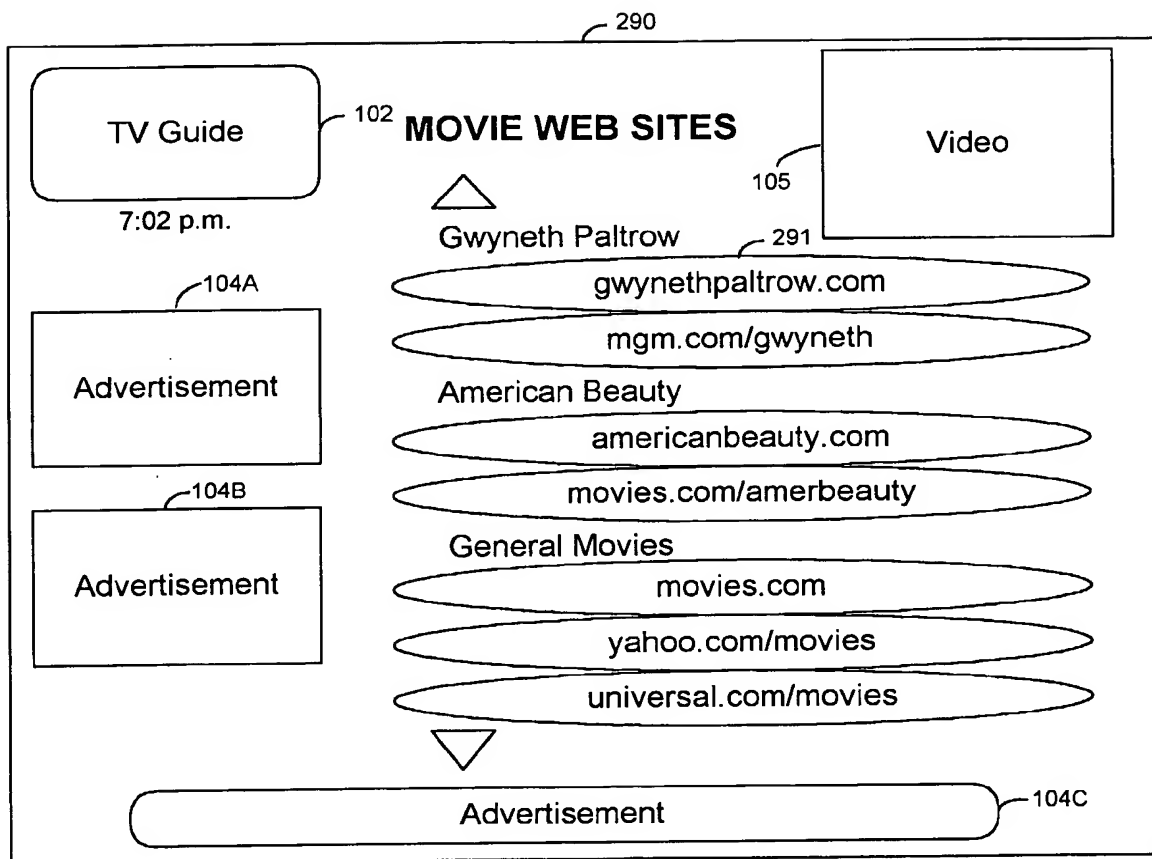 290
TV Guide
102
MOVIE WEB SITES
Video
105
7:02 p.m.
Gwyneth Paltrow
291
gwynethpaltrow.com
104A
mgm.com/gwyneth
Advertisement
American Beauty
americanbeauty.com
104B
movies.com/amerbeauty
General Movies
Advertisement
movies.com
yahoo.com/movies
universal.com/movies
Advertisement
104C